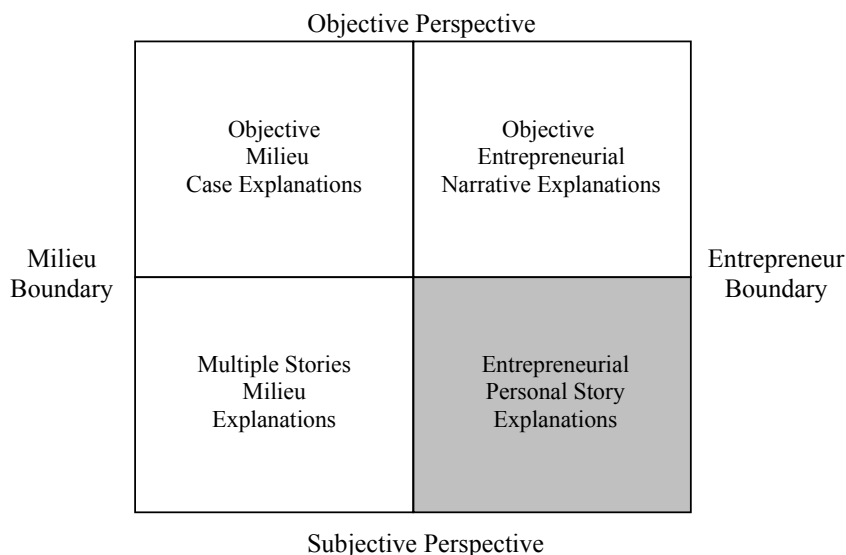 Objective Perspective
Objective
Milieu
Case Explanations
Objective
Entrepreneurial
Narrative Explanations
Milieu
Boundary
Entrepreneur
Boundary
Multiple Stories
Milieu
Explanations
Entrepreneurial
Personal Story
Explanations
Subjective Perspective